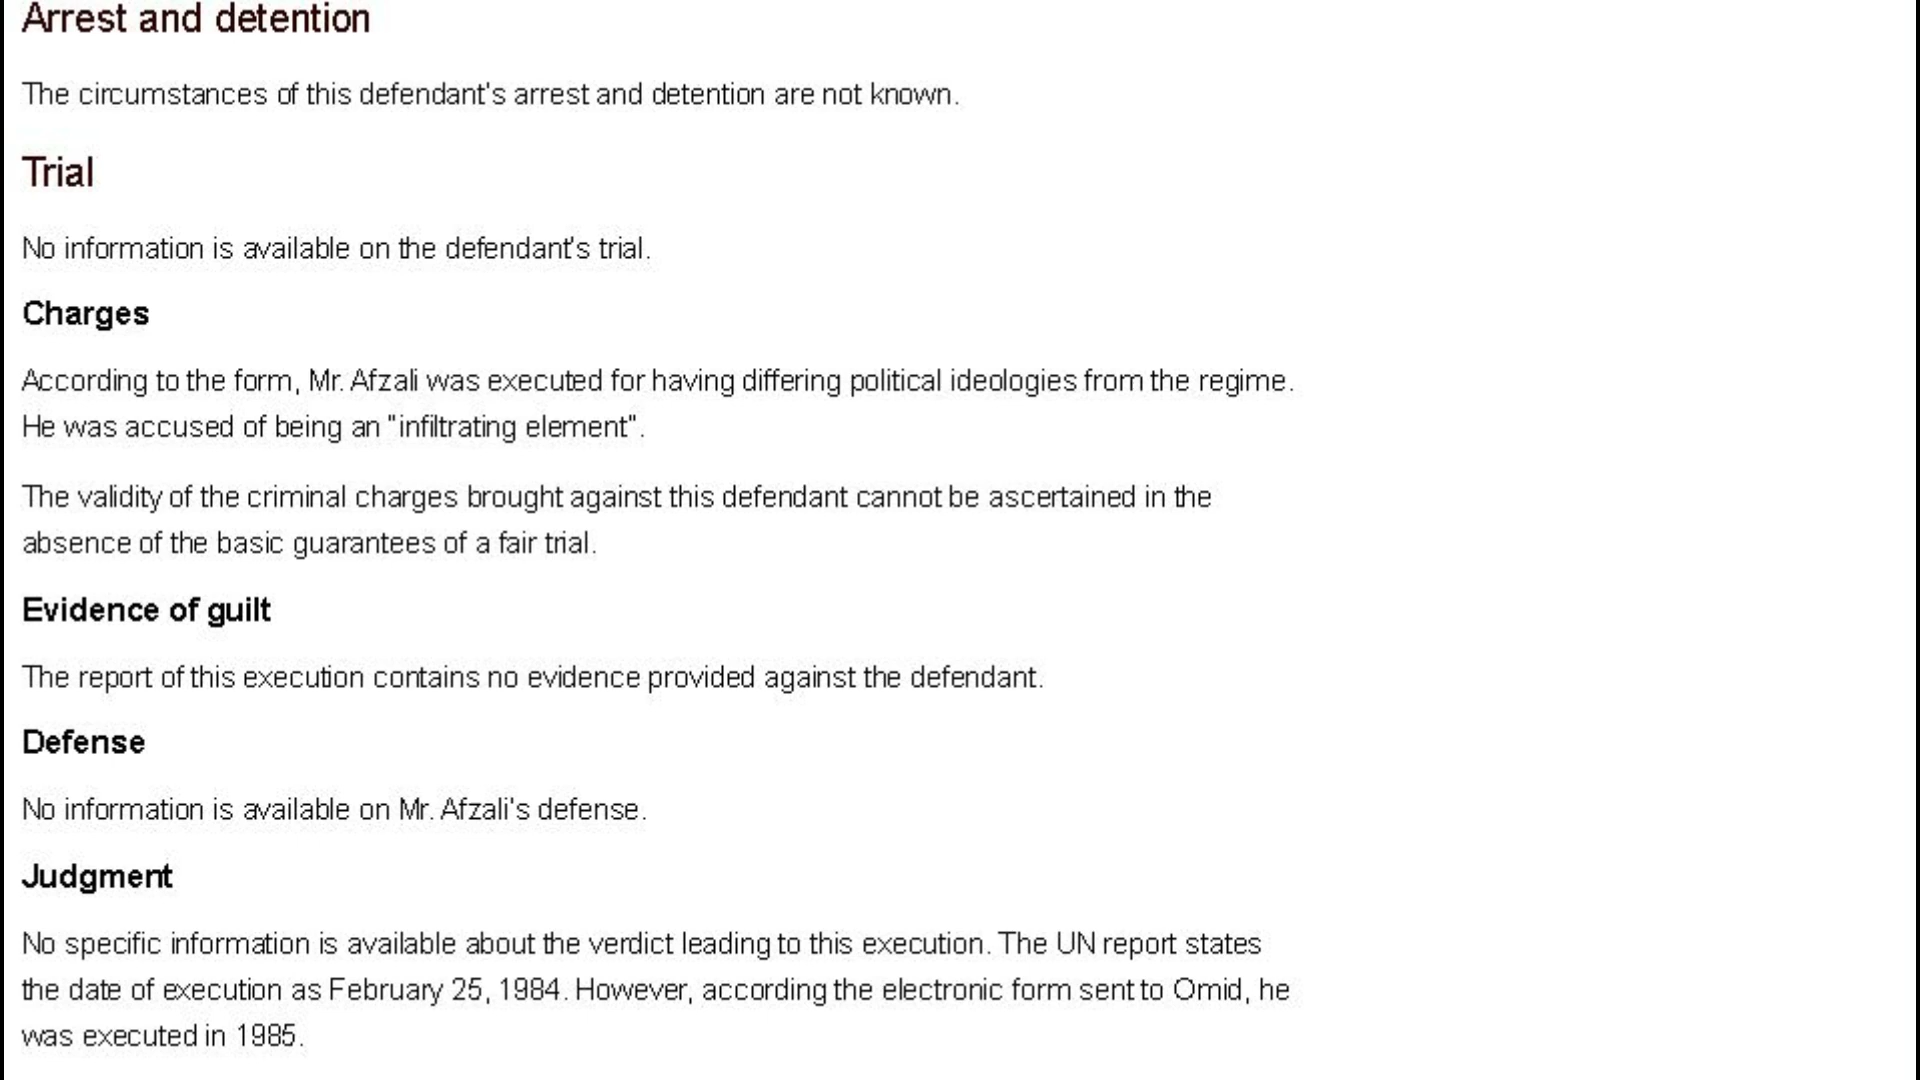 Arrest and detention
The circumstances of this defendant's arrest and detention are not known.
Trial
No information is available on the defendant's trial.
Charges
According to the form, Mr. Afzali was executed for having differing political ideologies from the regime.
He was accused of being an "infiltrating element".
The validity of the criminal charges brought against this defendant cannot be ascertained in the
absence of the basic guarantees of a fair trial.
Evidence of guilt
The report of this execution contains no evidence provided against the defendant.
Defense
No information is available on Mr. Afzali's defense.
Judgment
No specific information is available about the verdict leading to this execution. The UN report states
the date of execution as February 25, 1984. However, according the electronic form sent to Omid, he
was executed in 1985.